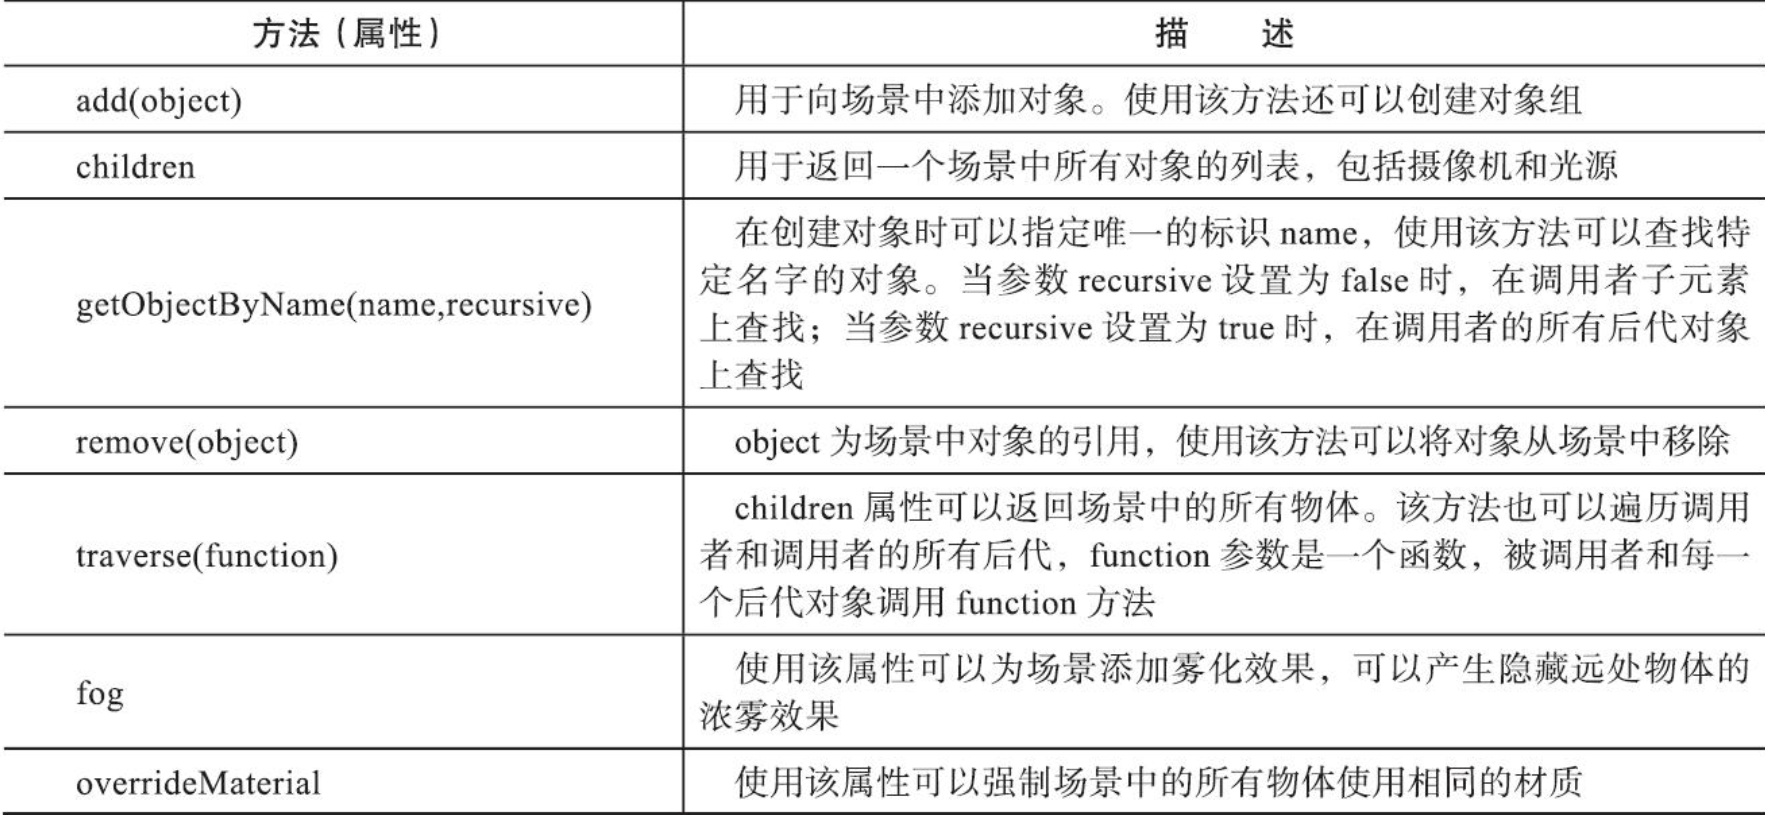 方法（属性）
描 述
add(object)
用于向场景中添加对象。使用该方法还可以创建对象组
children
用于返回一个场景中所有对象的列表，包括摄像机和光源
getObjectByName(name,recursive)
在创建对象时可以指定唯一的标识 name，使用该方法可以查找特
定名字的对象。当参数 recursive 设置为 false 时，在调用者子元素
上查找；当参数 recursive 设置为 true 时，在调用者的所有后代对象
上查找
remove(object)
object 为场景中对象的引用，使用该方法可以将对象从场景中移除
traverse(function)
children 属性可以返回场景中的所有物体。该方法也可以遍历调用
者和调用者的所有后代，function 参数是一个函数，被调用者和每一
个后代对象调用 function 方法
fog
使用该属性可以为场景添加雾化效果，可以产生隐藏远处物体的
浓雾效果
overrideMaterial
使用该属性可以强制场景中的所有物体使用相同的材质